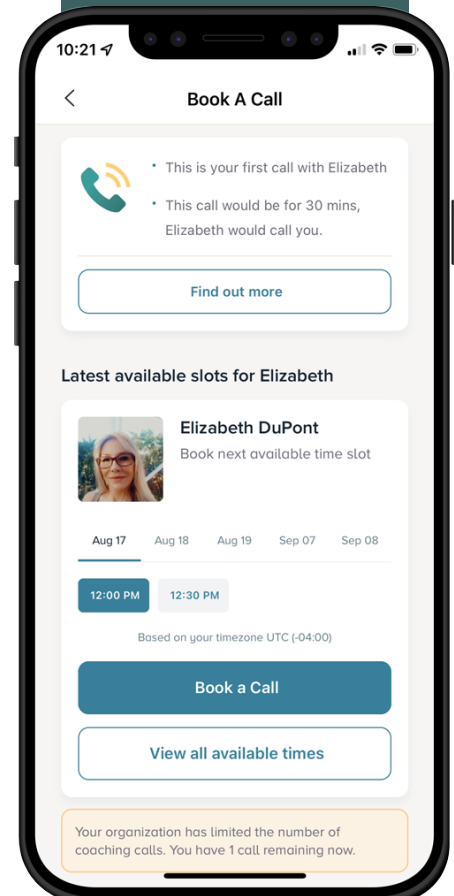 10:21
Book A Call
This is your first call with Elizabeth
This call would be for 30 mins,
Elizabeth would call you.
Find out more
Latest available slots for Elizabeth
Elizabeth DuPont
Book next available time slot
Aug 17 Aug 18 Aug 19 Sep 07 Sep 08
12:00 PM 12:30 PM
Based on your timezone UTC (-04:00)
Book a Call
View all available times
Your organization has limited the number of
coaching calls. You have 1 call remaining now.